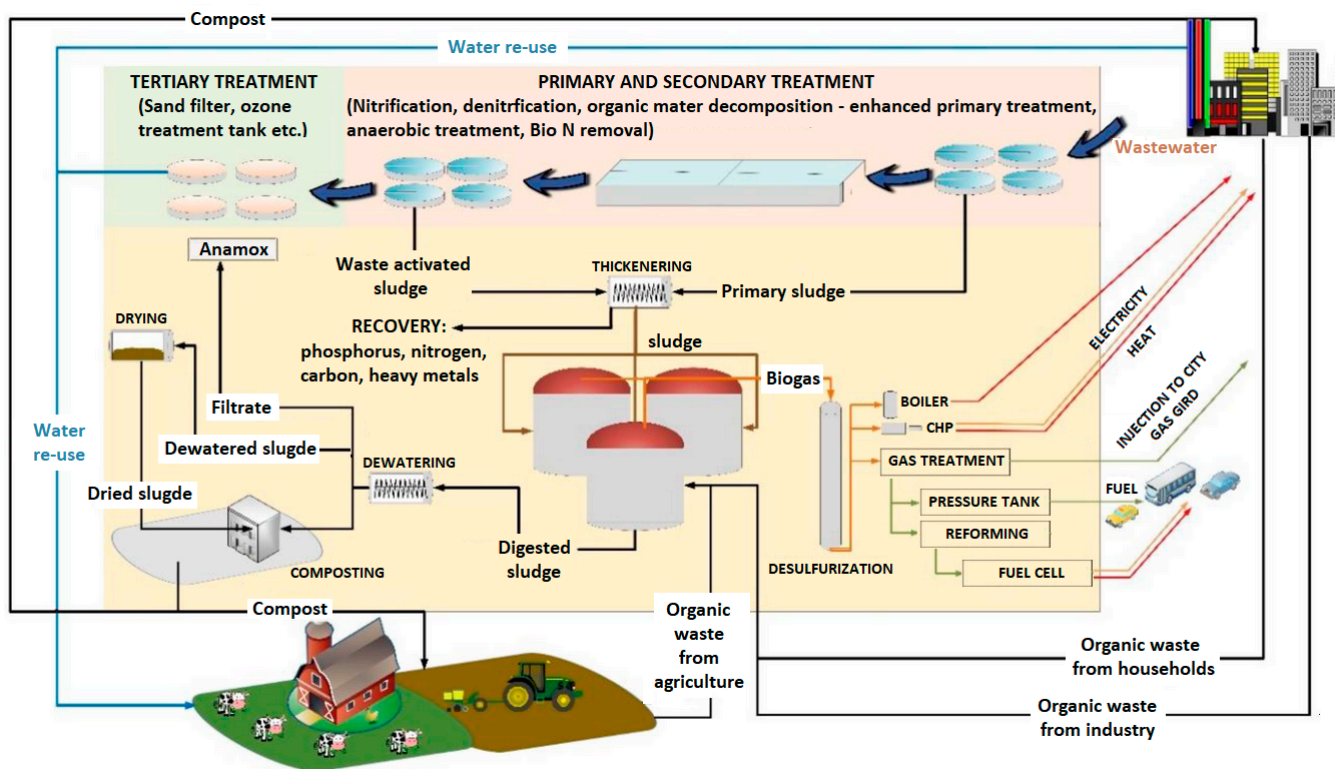 Compost
Water re-use
TERTIARY TREATMENT
(Sand filter, ozone
treatment tank etc.)
PRIMARY AND SECONDARY TREATMENT
(Nitrification, denitrfication, organic mater decomposition - enhanced primary treatment,
anaerobic treatment, Bio N removal)
Wastewater
Anamox
Waste activated
sludge
THICKENERING
Primary sludge
DRYING
RECOVERY:
phosphorus, nitrogen,
carbon, heavy metals
sludge
ELECTRICITY
HEAT
Biogas
INJECTION TO CITY
GAS GIRD
BOILER
CHP
Filtrate
Water
re-use
Dewatered slugde
DEWATERING
GAS TREATMENT
Dried slugde
PRESSURE TANK
FUEL
REFORMING
Digested
sludge
COMPOSTING
DESULFURIZATION
FUEL CELL
Compost
Organic
waste
from
agriculture
Organic waste
from households
Organic waste
from industry